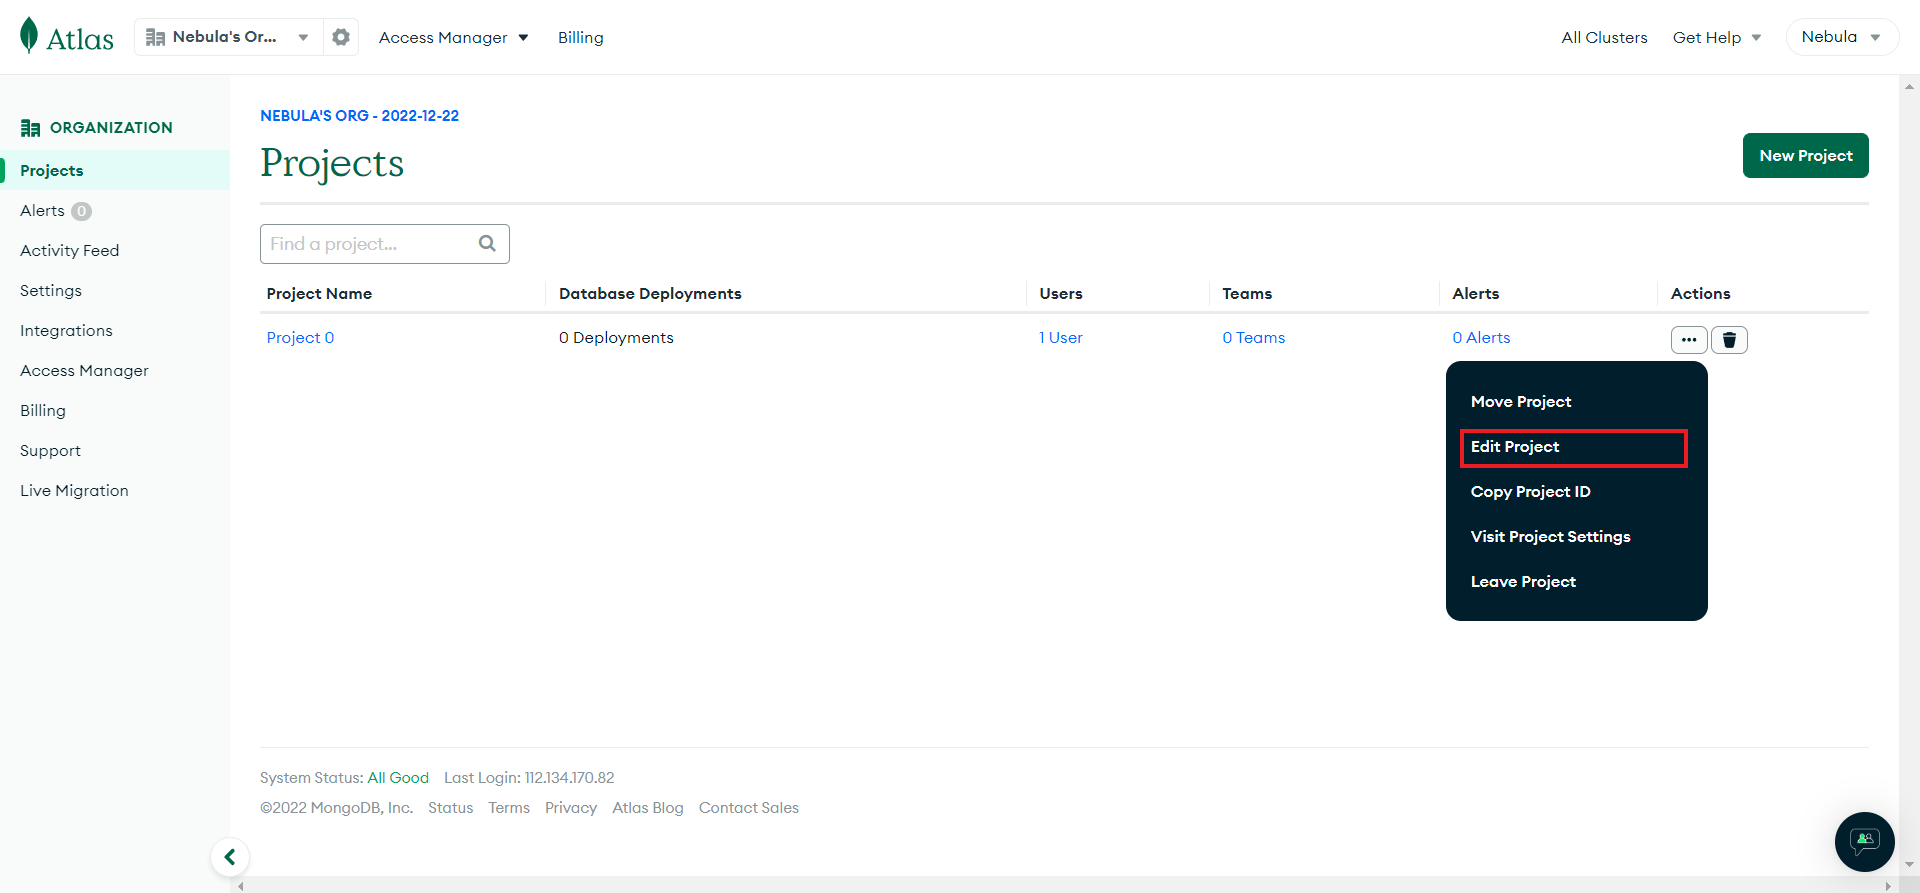 Atlas
Nebula's Or...
Access Manager
Billing
All Clusters
Get Help
Nebula
ORGANIZATION
Projects
Alerts 0
Activity Feed
Settings
Integrations
Access Manager
Billing
Support
Live Migration
NEBULA'S ORG - 2022-12-22
Projects
New Project
Find a project...
Project Name Database Deployments Users Teams Alerts Actions
Project 0 0 Deployments 1 User 0 Teams 0 Alerts
Move Project
Edit Project
Copy Project ID
Visit Project Settings
Leave Project
System Status: All Good Last Login: 112.134.170.82
©2022 MongoDB, Inc. Status Terms Privacy Atlas Blog Contact Sales